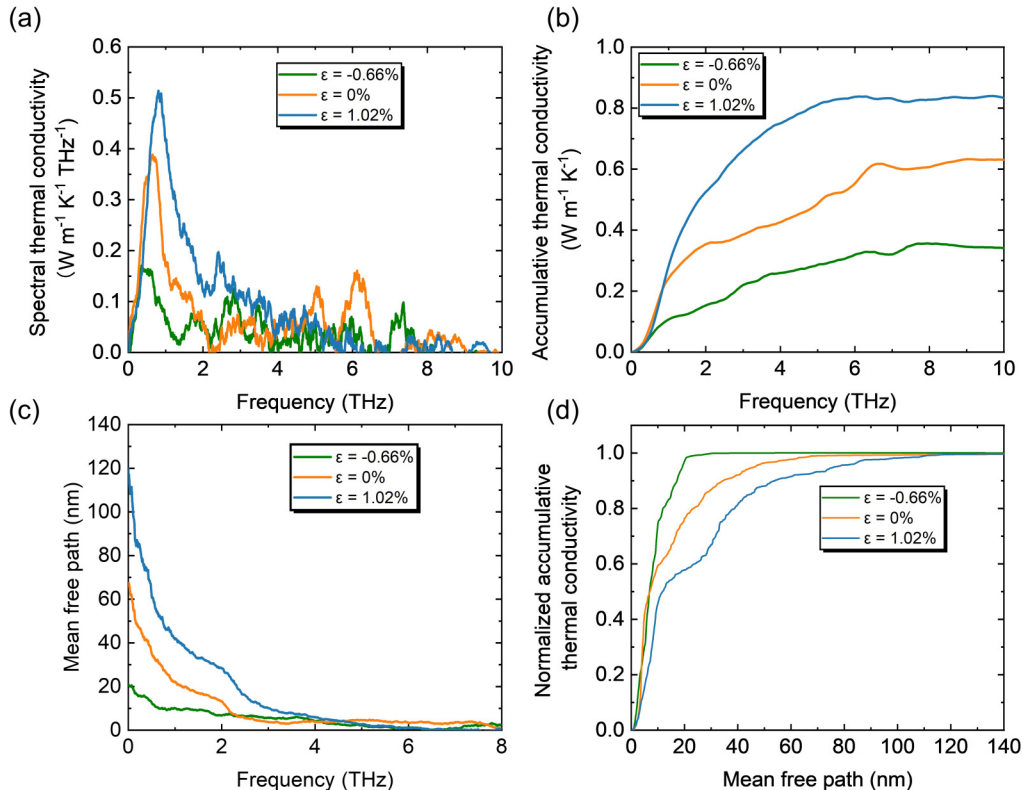 (a)
0.6
0.5
0.4
0.3
0.2
0.1
0.0
Spectral thermal conductivity
(W m⁻¹ K⁻¹ THz⁻¹)
ε = -0.66%
ε = 0%
ε = 1.02%
0 2 4 6 8 10
Frequency (THz)
(b)
1.0
0.8
0.6
0.4
0.2
0.0
Accumulative thermal conductivity
(W m⁻¹ K⁻¹)
ε = -0.66%
ε = 0%
ε = 1.02%
0 2 4 6 8 10
Frequency (THz)
(c)
140
120
100
80
60
40
20
0
Mean free path (nm)
ε = -0.66%
ε = 0%
ε = 1.02%
0 2 4 6 8
Frequency (THz)
(d)
1.0
0.8
0.6
0.4
0.2
0.0
Normalized accumulative
thermal conductivity
ε = -0.66%
ε = 0%
ε = 1.02%
0 20 40 60 80 100 120 140
Mean free path (nm)